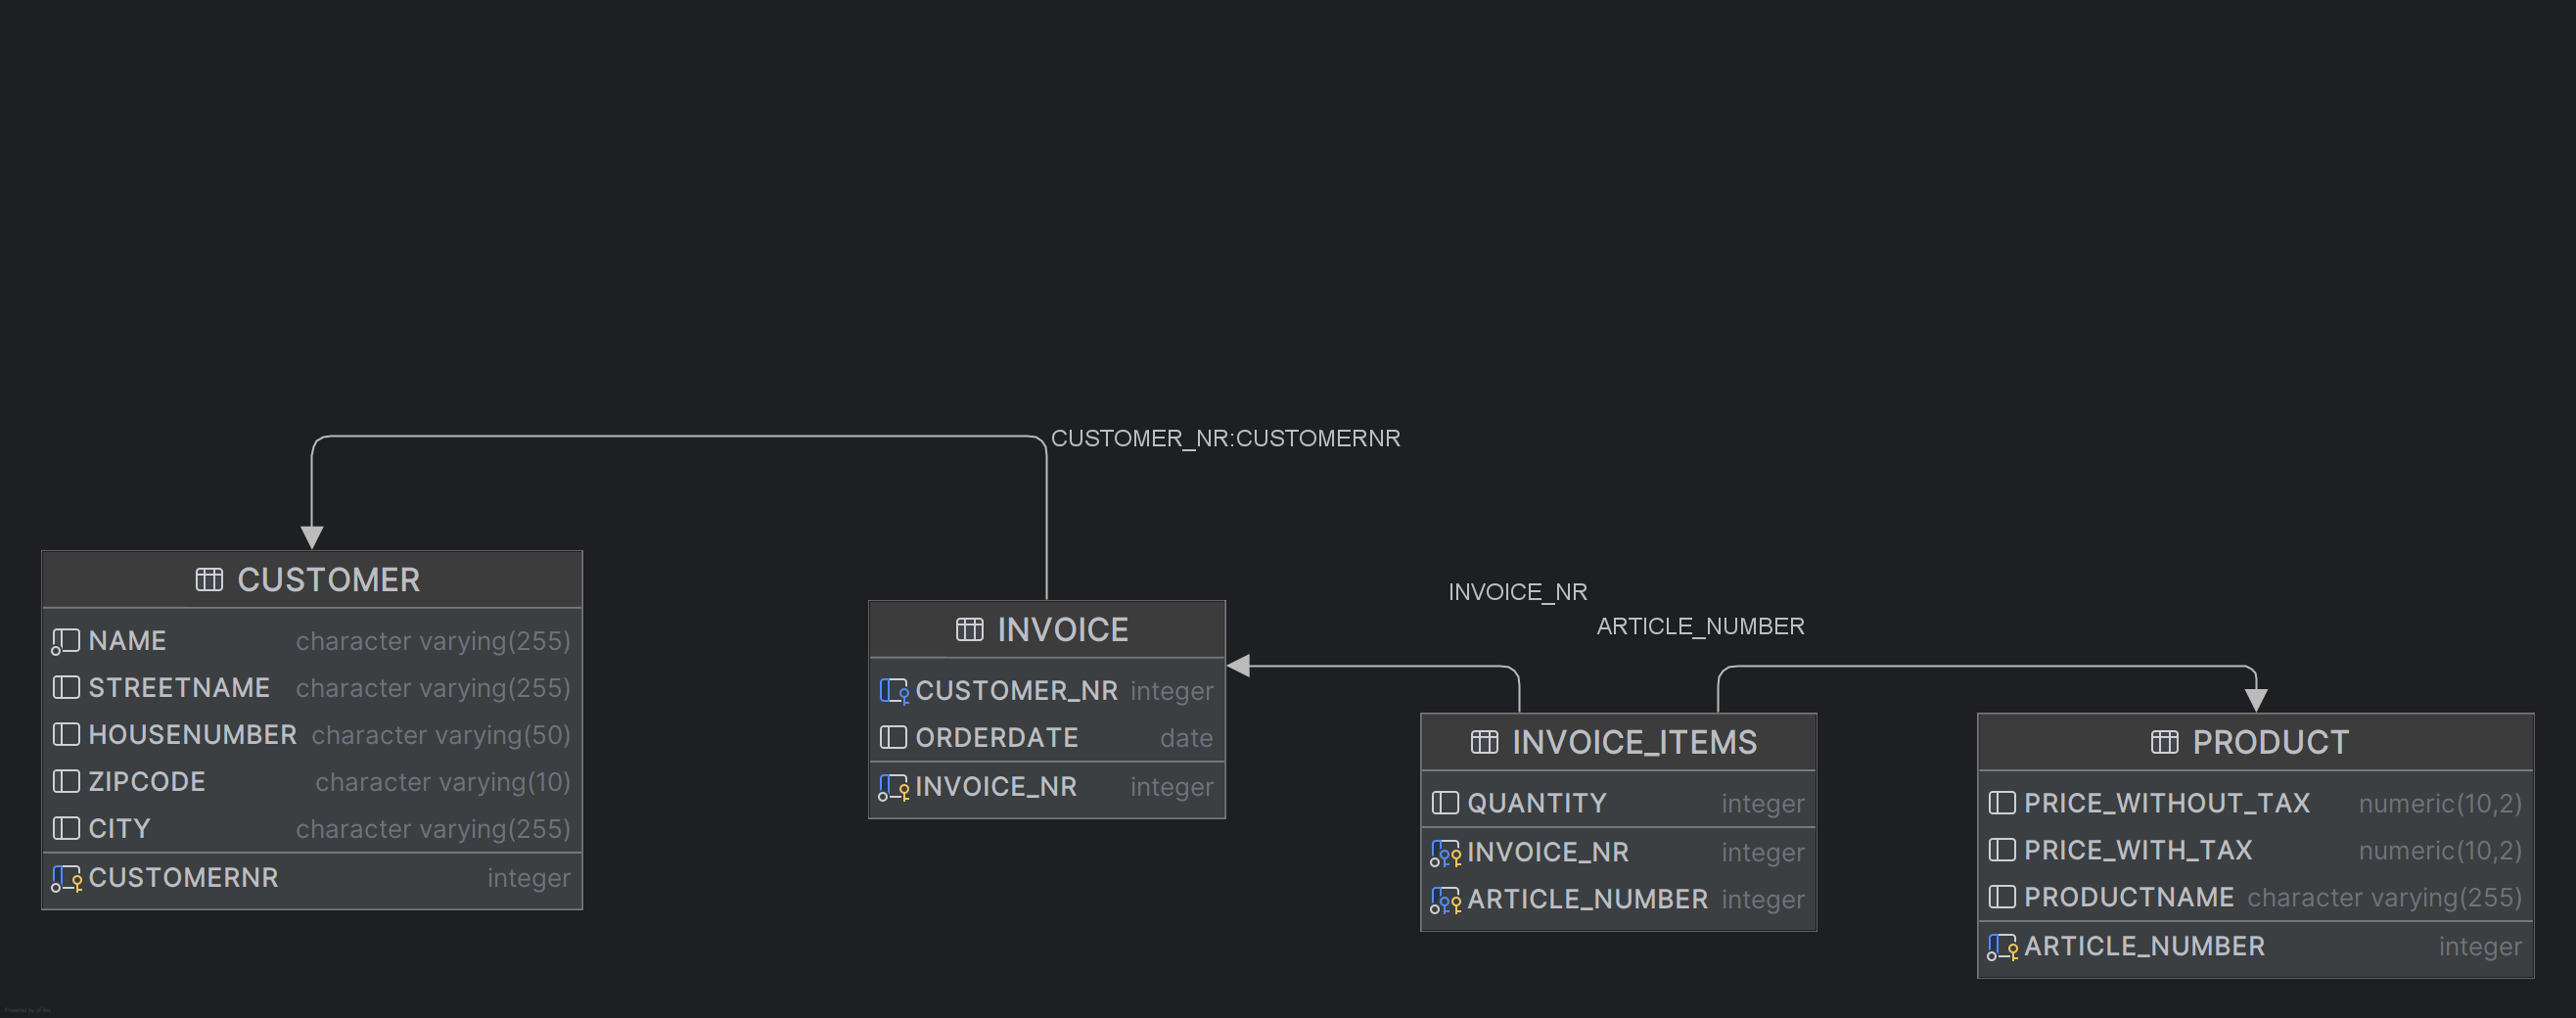 CUSTOMER_NR:CUSTOMERNR
CUSTOMER
NAME character varying(255)
STREETNAME character varying(255)
HOUSENUMBER character varying(50)
ZIPCODE character varying(10)
CITY character varying(255)
CUSTOMERNR integer
INVOICE
CUSTOMER_NR integer
ORDERDATE date
INVOICE_NR integer
INVOICE_NR
ARTICLE_NUMBER
INVOICE_ITEMS
QUANTITY integer
INVOICE_NR integer
ARTICLE_NUMBER integer
PRODUCT
PRICE_WITHOUT_TAX numeric(10,2)
PRICE_WITH_TAX numeric(10,2)
PRODUCTNAME character varying(255)
ARTICLE_NUMBER integer